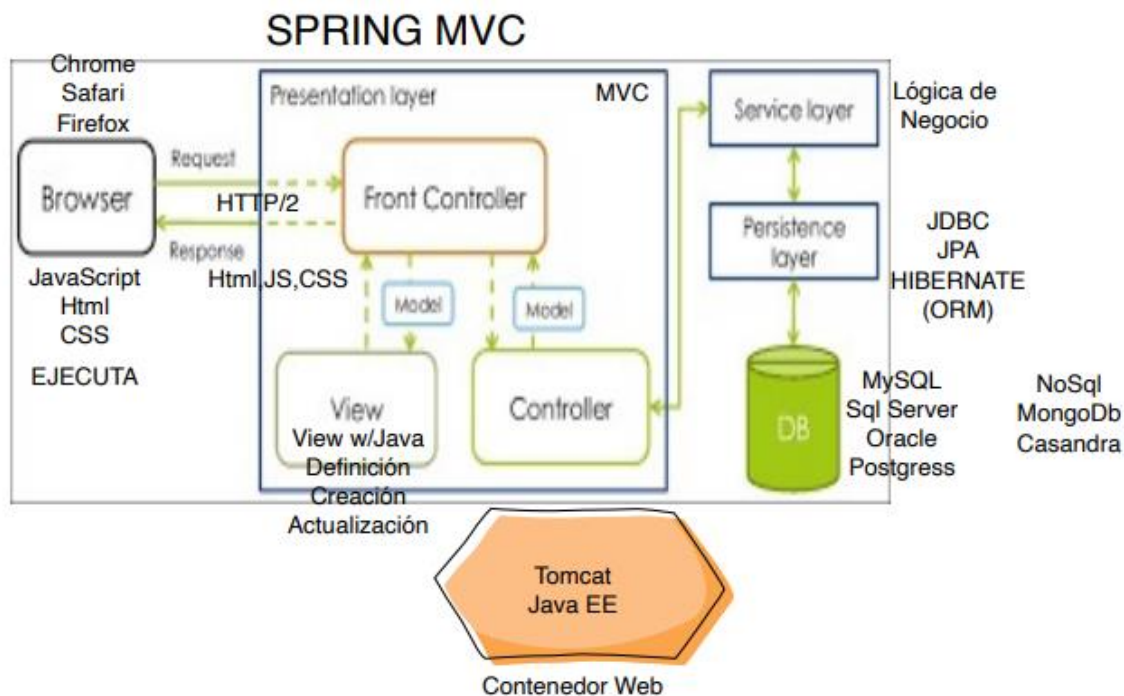 SPRING MVC
Chrome
Safari
Firefox
Browser
JavaScript
Html
CSS
EJECUTA
Request
HTTP/2
Response
Html,JS,CSS
Presentation layer
MVC
Front Controller
Model
Model
View
View w/Java
Definición
Creación
Actualización
Controller
Service layer
Lógica de
Negocio
Persistence
layer
JDBC
JPA
HIBERNATE
(ORM)
DB
MySQL
Sql Server
Oracle
Postgress
NoSql
MongoDb
Casandra
Tomcat
Java EE
Contenedor Web